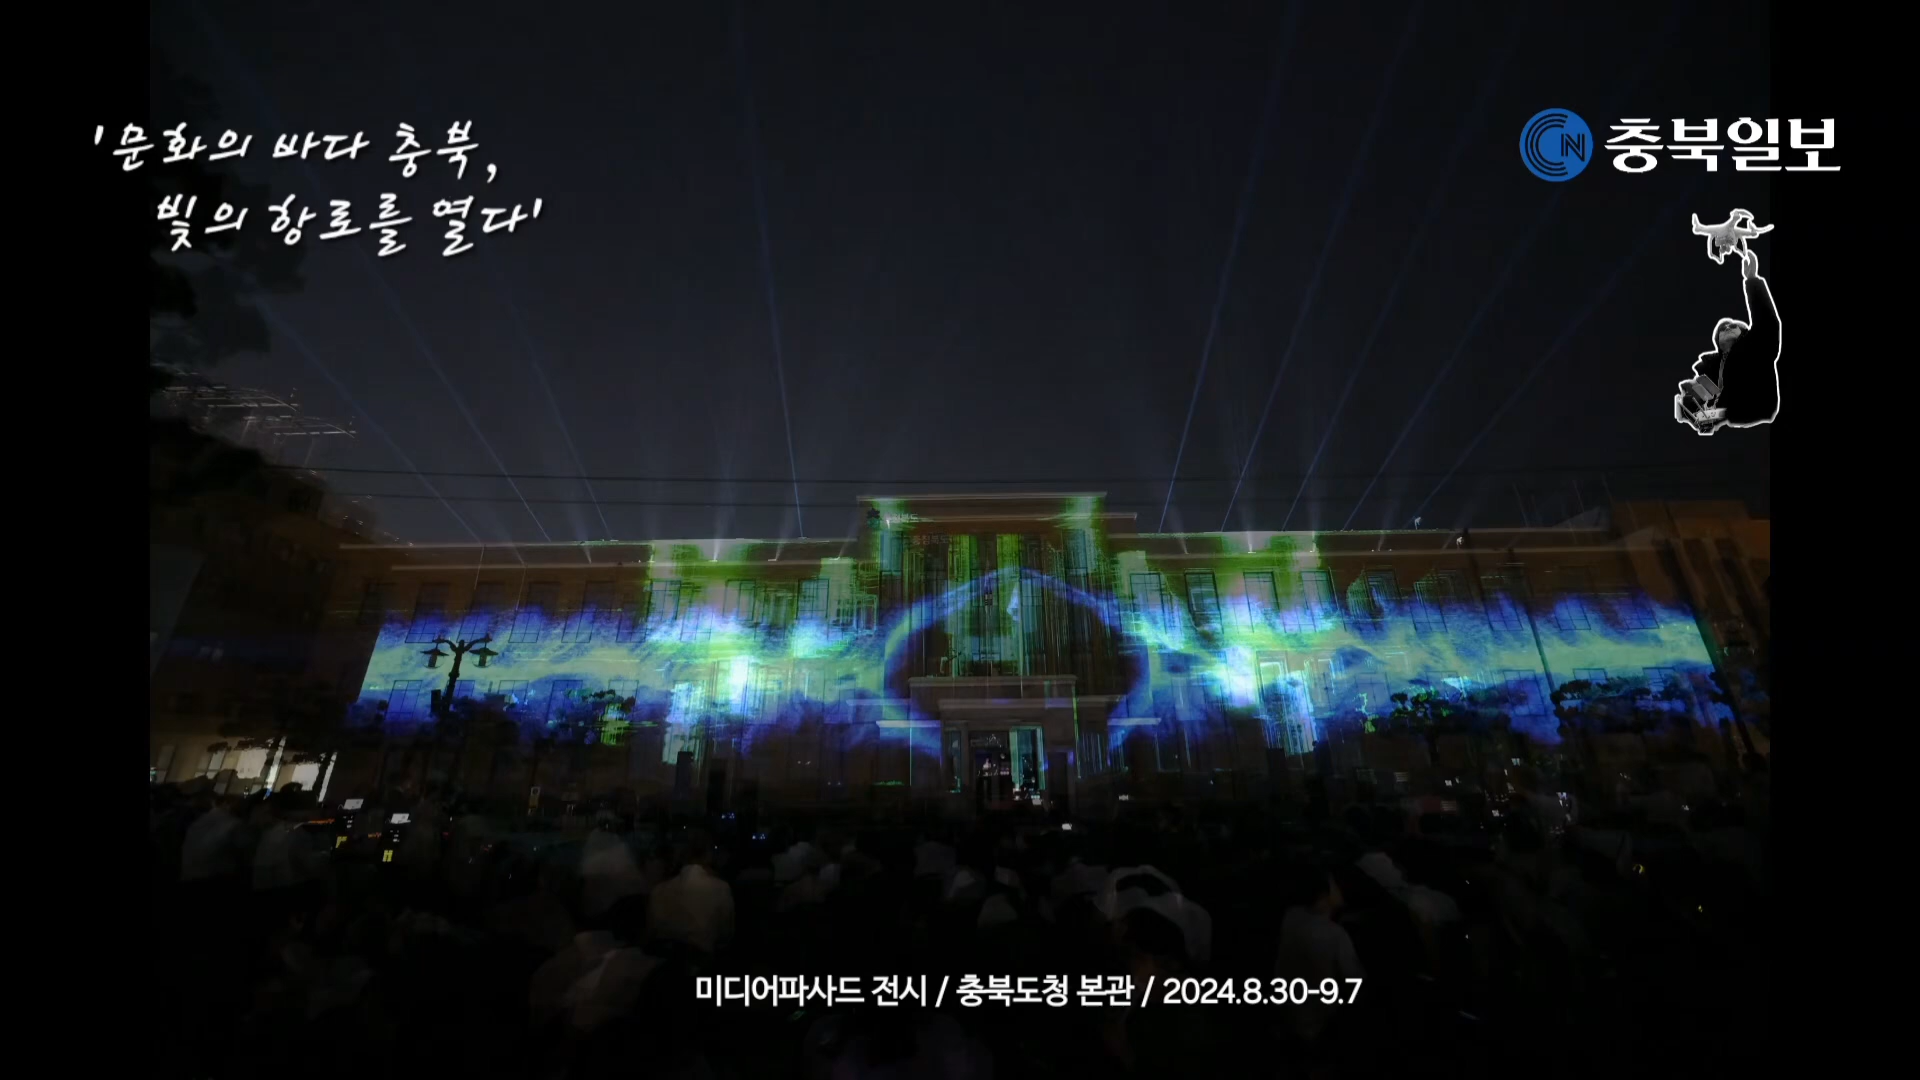 '문화의 바다 충북,
빛의 항로를 열다'
CN 충북일보
미디어파사드 전시 / 충북도청 본관 / 2024.8.30-9.7